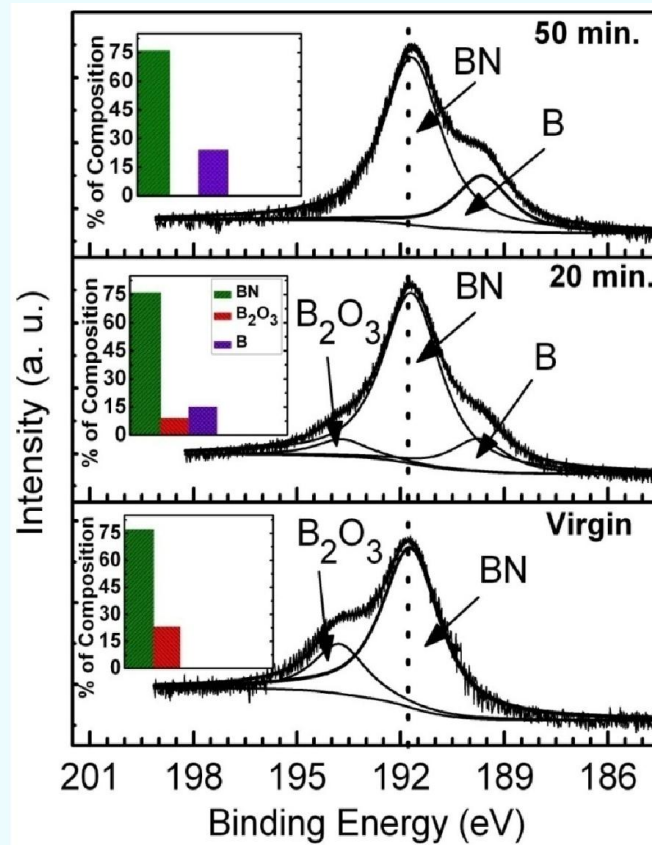 50 min.
% of Composition
75
60
45
30
15
0
BN
B
20 min.
% of Composition
75
60
45
30
15
0
BN
B₂O₃
B
B₂O₃
BN
B
Virgin
% of Composition
75
60
45
30
15
0
B₂O₃
BN
Intensity (a. u.)
201 198 195 192 189 186
Binding Energy (eV)